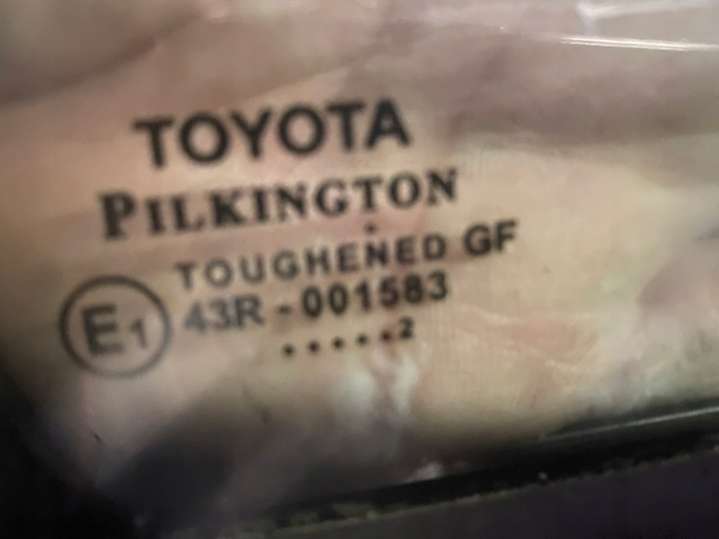 TOYOTA
PILKINGTON
TOUGHENED GF
E1 43R-001583
.....2